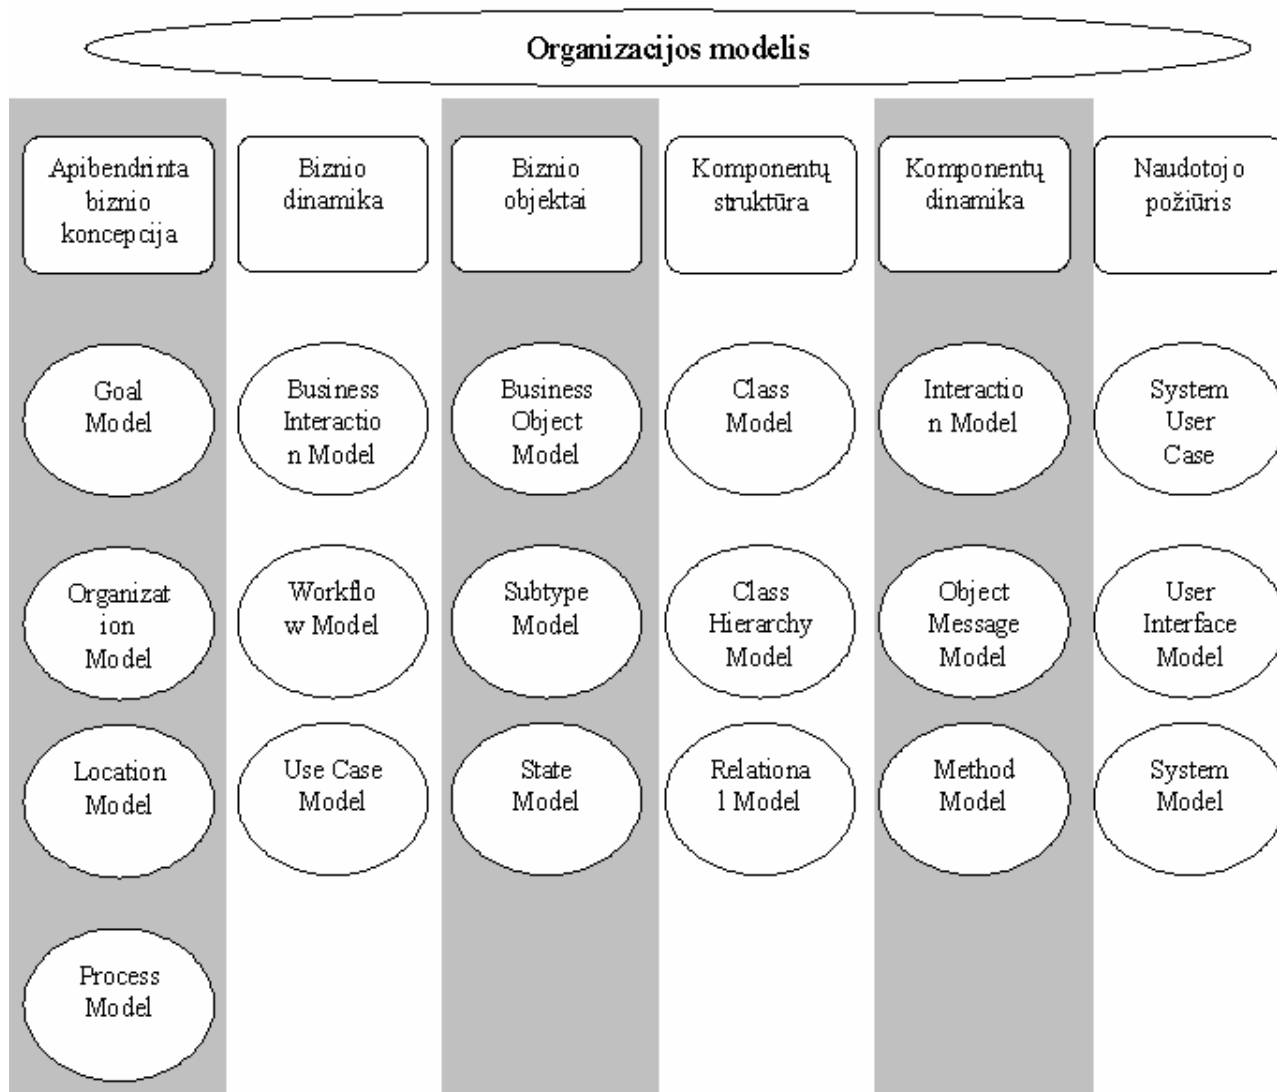 Organizacijos modelis
Apibendrinta
biznio
koncepcija
Biznio
dinamika
Biznio
objektai
Komponentų
struktūra
Komponentų
dinamika
Naudotojo
požiūris
Goal
Model
Business
Interactio
n Model
Business
Object
Model
Class
Model
Interactio
n Model
System
User
Case
Organizat
ion
Model
Workflo
w Model
Subtype
Model
Class
Hierarchy
Model
Object
Message
Model
User
Interface
Model
Location
Model
Use Case
Model
State
Model
Relationa
l Model
Method
Model
System
Model
Process
Model